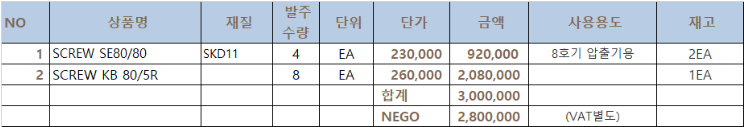 NO 상품명 재질 발주 수량 단위 단가 금액 사용용도 재고
1 SCREW SE80/80 SKD11 4 EA 230,000 920,000 8호기 압출기용 2EA
2 SCREW KB 80/5R 8 EA 260,000 2,080,000 1EA
합계 3,000,000
NEGO 2,800,000 (VAT별도)